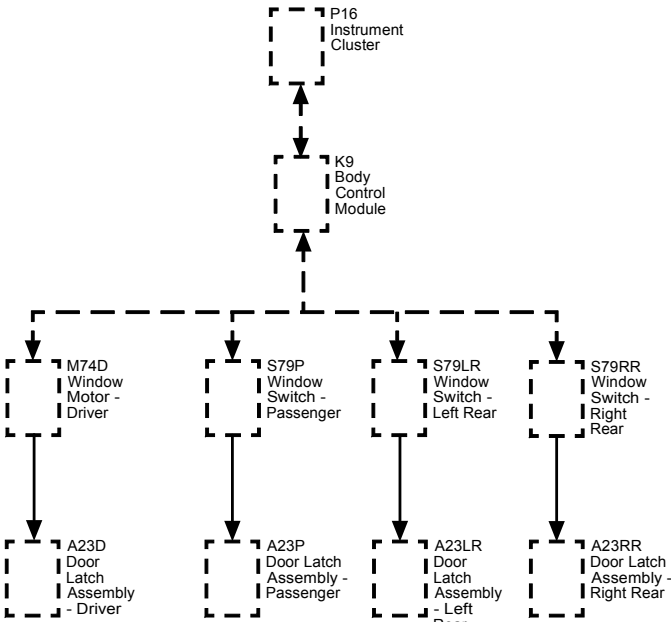 P16
Instrument
Cluster
K9
Body
Control
Module
M74D
Window
Motor -
Driver
S79P
Window
Switch -
Passenger
S79LR
Window
Switch -
Left Rear
S79RR
Window
Switch -
Right
Rear
A23D
Door
Latch
Assembly
- Driver
A23P
Door Latch
Assembly -
Passenger
A23LR
Door
Latch
Assembly
- Left
Rear
A23RR
Door Latch
Assembly -
Right Rear